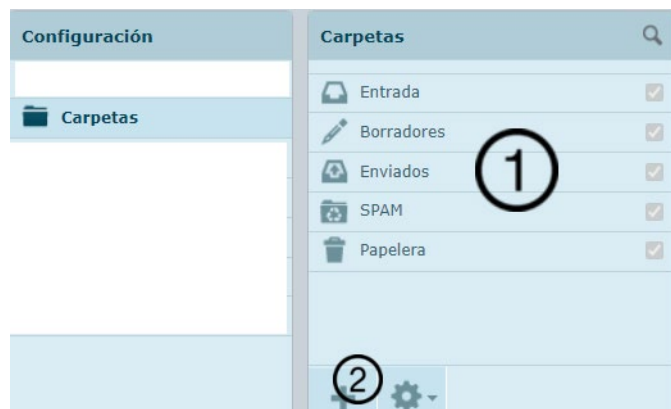 Configuración
Carpetas
Carpetas
Entrada
Borradores
Enviados
SPAM
Papelera
1
2